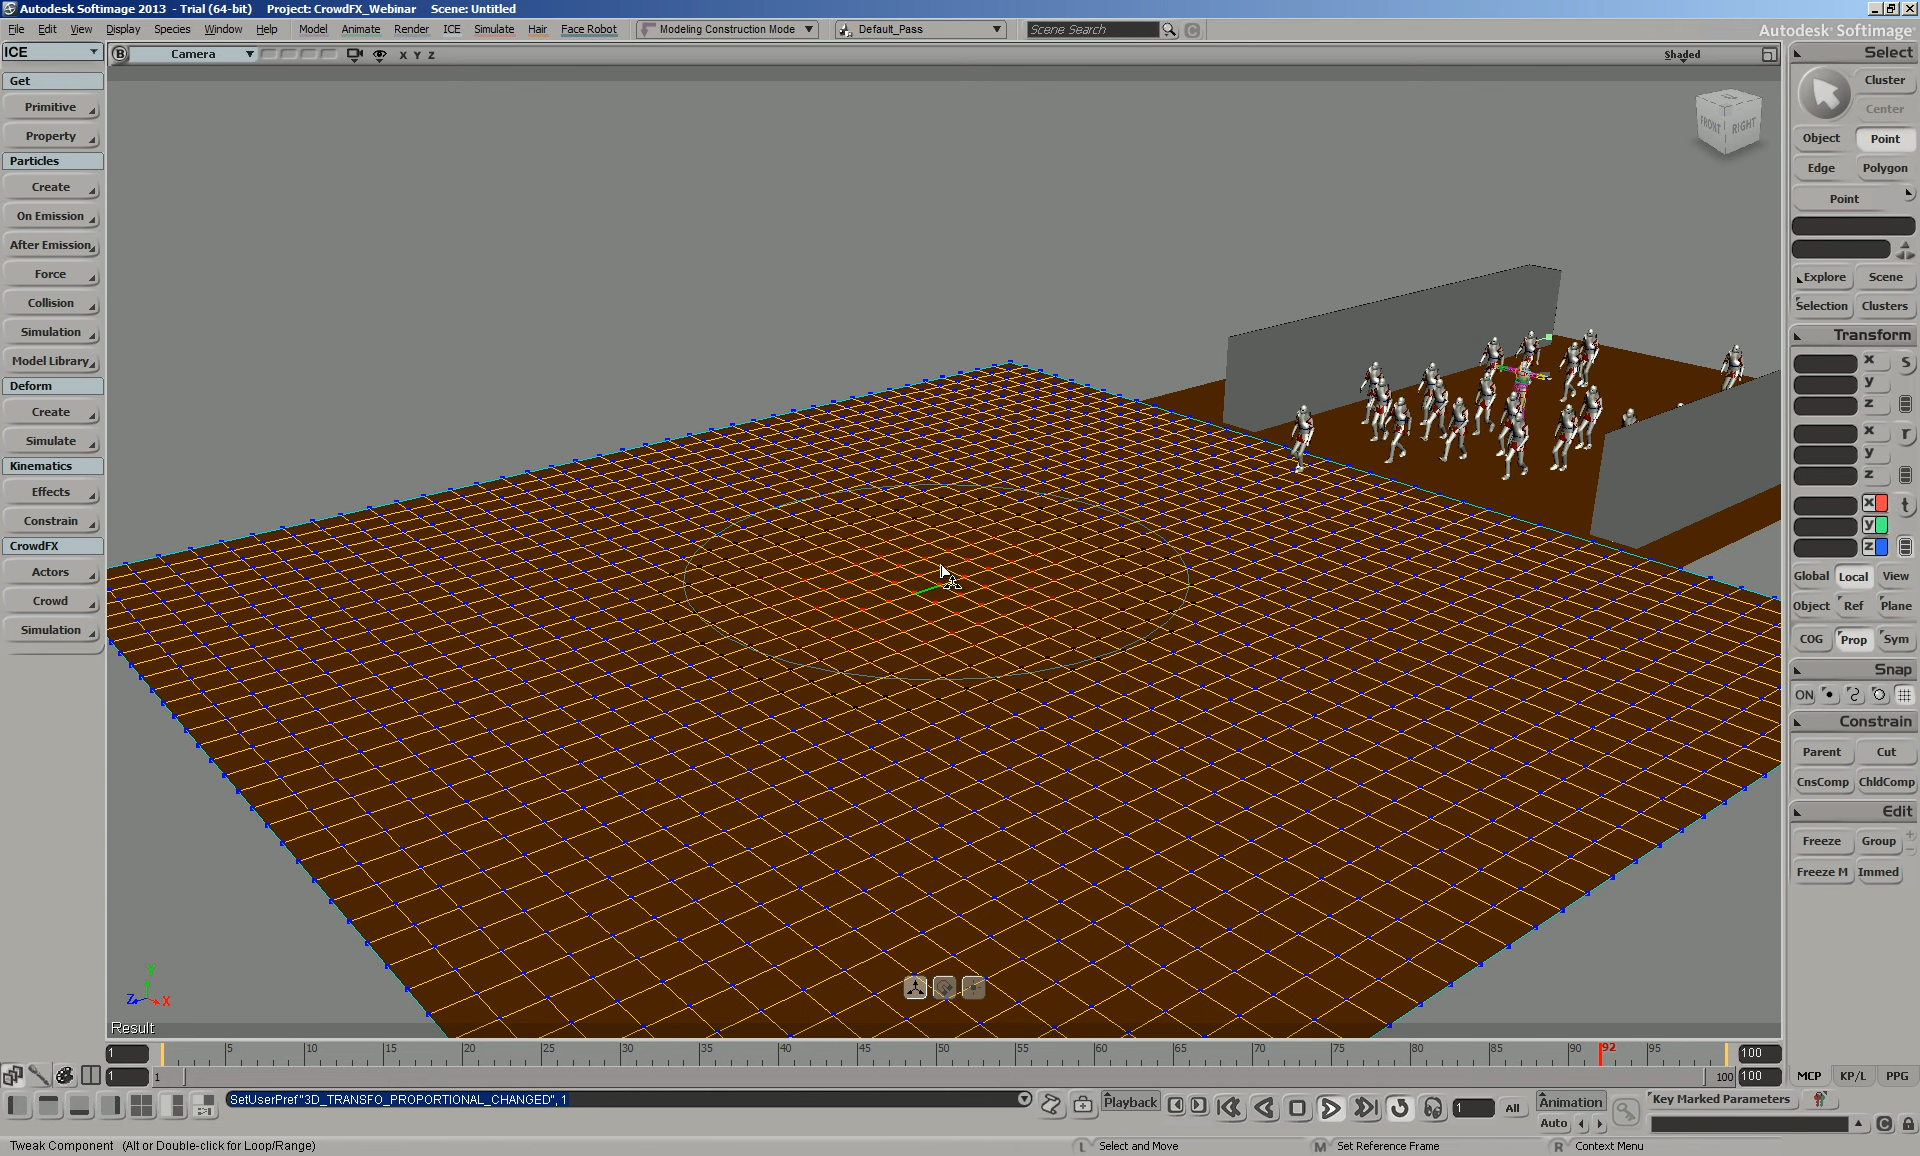 Autodesk Softimage 2013 - Trial (64-bit) Project: CrowdFX_Webinar Scene: Untitled
File Edit View Display Species Window Help Model Animate Render ICE Simulate Hair Face Robot Modeling Construction Mode Default_Pass Scene Search Autodesk Softimage
ICE
B Camera X Y Z Shaded
Get
Primitive
Property
Particles
Create
On Emission
After Emission
Force
Collision
Simulation
Model Library
Deform
Create
Simulate
Kinematics
Effects
Constrain
CrowdFX
Actors
Crowd
Simulation
FRONT RIGHT
Y
Z X
Result
Select
Cluster
Center
Object Point
Edge Polygon
Point
Explore Scene
Selection Clusters
Transform
x s
y
z
x r
y
z
x t
y
z
Global Local View
Object Ref Plane
COG Prop Sym
Snap
ON
Constrain
Parent Cut
CnsComp ChldComp
Edit
Freeze Group
Freeze M Immed
MCP KP/L PPG
1 5 10 15 20 25 30 35 40 45 50 55 60 65 70 75 80 85 90 92 95 100
1 1 100 100
SetUserPref"3D_TRANSFO_PROPORTIONAL_CHANGED", 1
Playback 1 All Animation Key Marked Parameters
Auto
Tweak Component (Alt or Double-click for Loop/Range) L Select and Move M Set Reference Frame R Context Menu